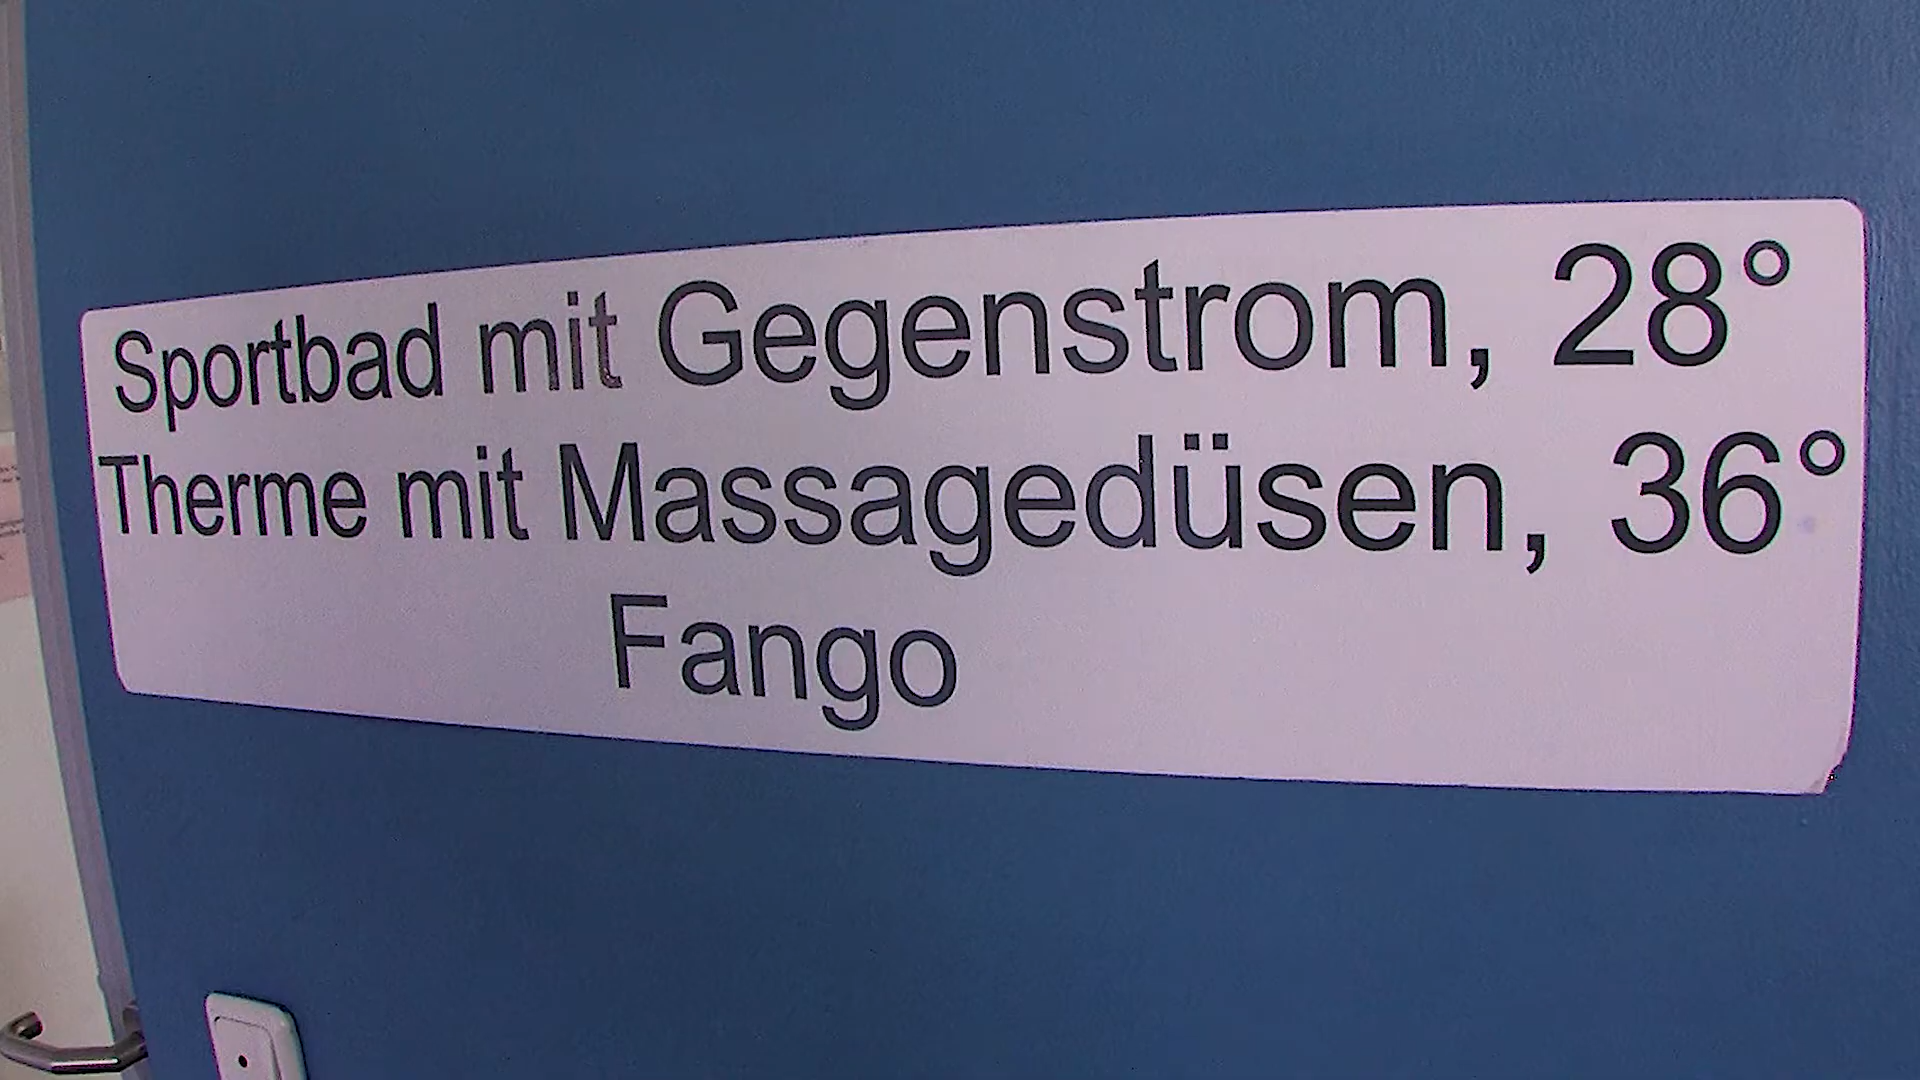 Sportbad mit Gegenstrom, 28°
Therme mit Massagedüsen, 36°
Fango